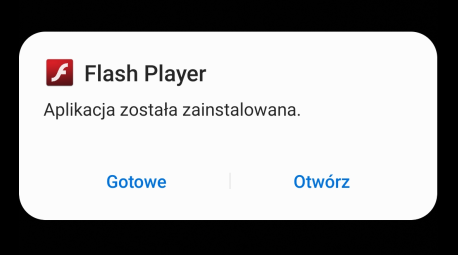 Flash Player
Aplikacja została zainstalowana.
Gotowe
Otwórz